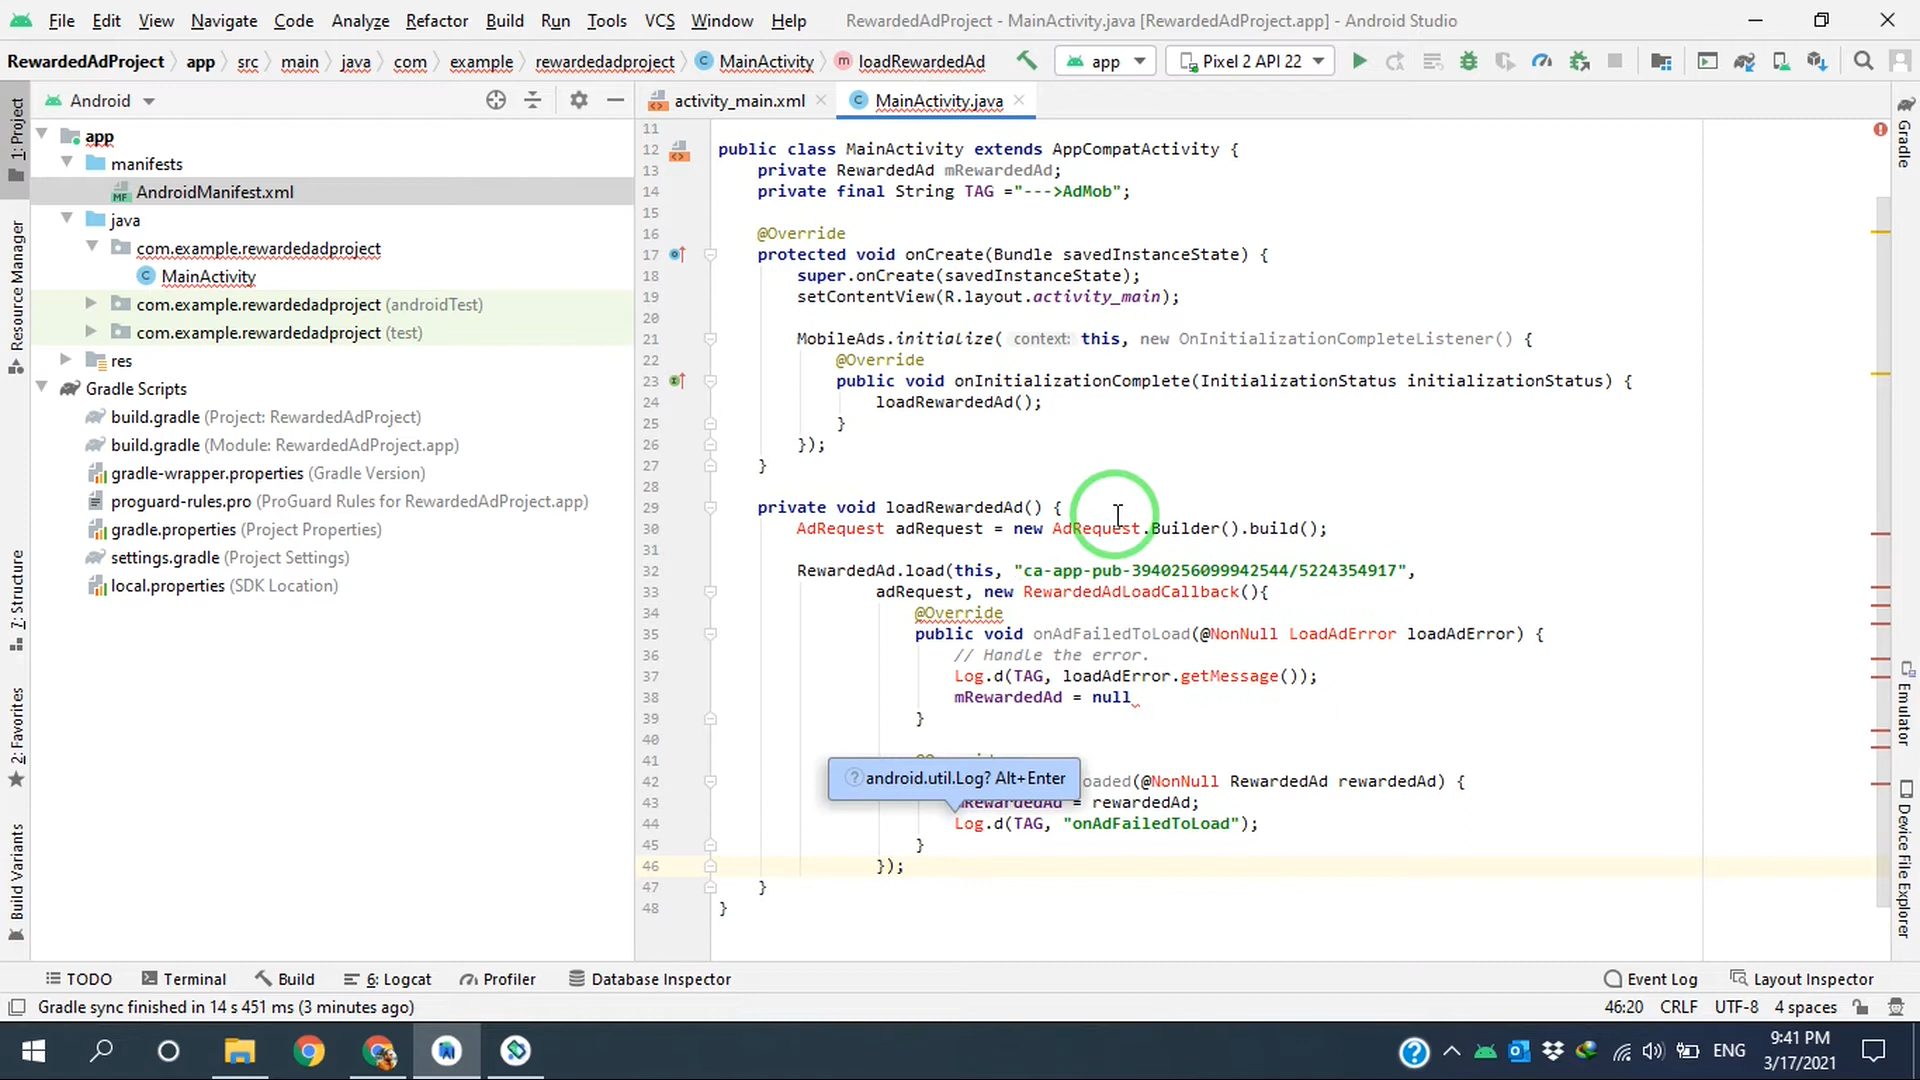 File Edit View Navigate Code Analyze Refactor Build Run Tools VCS Window Help RewardedAdProject - MainActivity.java [RewardedAdProject.app] - Android Studio
RewardedAdProject app src main java com example rewardedadproject C MainActivity m loadRewardedAd app Pixel 2 API 22
Android activity_main.xml C MainActivity.java
1: Project
Resource Manager
7: Structure
2: Favorites
Build Variants
app
manifests
MF AndroidManifest.xml
java
com.example.rewardedadproject
C MainActivity
com.example.rewardedadproject (androidTest)
com.example.rewardedadproject (test)
res
Gradle Scripts
build.gradle (Project: RewardedAdProject)
build.gradle (Module: RewardedAdProject.app)
gradle-wrapper.properties (Gradle Version)
proguard-rules.pro (ProGuard Rules for RewardedAdProject.app)
gradle.properties (Project Properties)
settings.gradle (Project Settings)
local.properties (SDK Location)
11
12 public class MainActivity extends AppCompatActivity {
13 private RewardedAd mRewardedAd;
14 private final String TAG ="--->AdMob";
15
16 @Override
17 protected void onCreate(Bundle savedInstanceState) {
18 super.onCreate(savedInstanceState);
19 setContentView(R.layout.activity_main);
20
21 MobileAds.initialize( context: this, new OnInitializationCompleteListener() {
22 @Override
23 public void onInitializationComplete(InitializationStatus initializationStatus) {
24 loadRewardedAd();
25 }
26 });
27 }
28
29 private void loadRewardedAd() {
30 AdRequest adRequest = new AdRequest.Builder().build();
31
32 RewardedAd.load(this, "ca-app-pub-3940256099942544/5224354917",
33 adRequest, new RewardedAdLoadCallback(){
34 @Override
35 public void onAdFailedToLoad(@NonNull LoadAdError loadAdError) {
36 // Handle the error.
37 Log.d(TAG, loadAdError.getMessage());
38 mRewardedAd = null
39 }
40
41
? android.util.Log? Alt+Enter
42 oaded(@NonNull RewardedAd rewardedAd) {
43 mRewardedAd = rewardedAd;
44 Log.d(TAG, "onAdFailedToLoad");
45 }
46 });
47 }
48 }
Gradle
Emulator
Device File Explorer
TODO Terminal Build 6: Logcat Profiler Database Inspector Event Log Layout Inspector
Gradle sync finished in 14 s 451 ms (3 minutes ago) 46:20 CRLF UTF-8 4 spaces
ENG 9:41 PM
3/17/2021